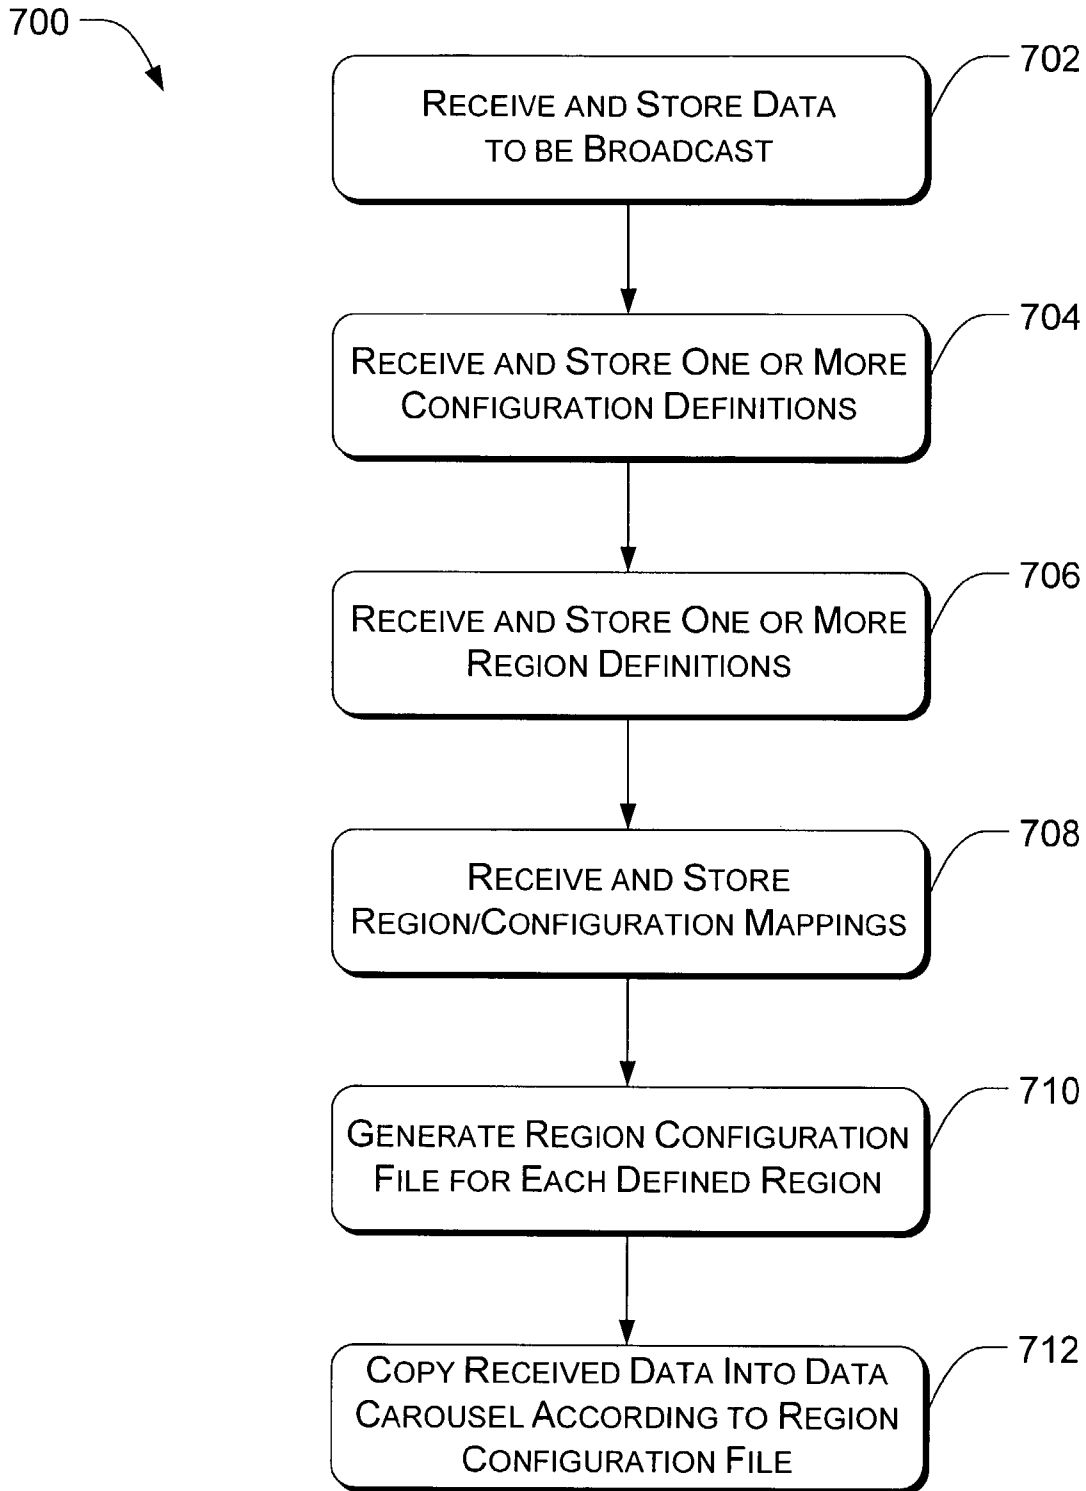 700
702
RECEIVE AND STORE DATA
TO BE BROADCAST
704
RECEIVE AND STORE ONE OR MORE
CONFIGURATION DEFINITIONS
706
RECEIVE AND STORE ONE OR MORE
REGION DEFINITIONS
708
RECEIVE AND STORE
REGION/CONFIGURATION MAPPINGS
710
GENERATE REGION CONFIGURATION
FILE FOR EACH DEFINED REGION
712
COPY RECEIVED DATA INTO DATA
CAROUSEL ACCORDING TO REGION
CONFIGURATION FILE